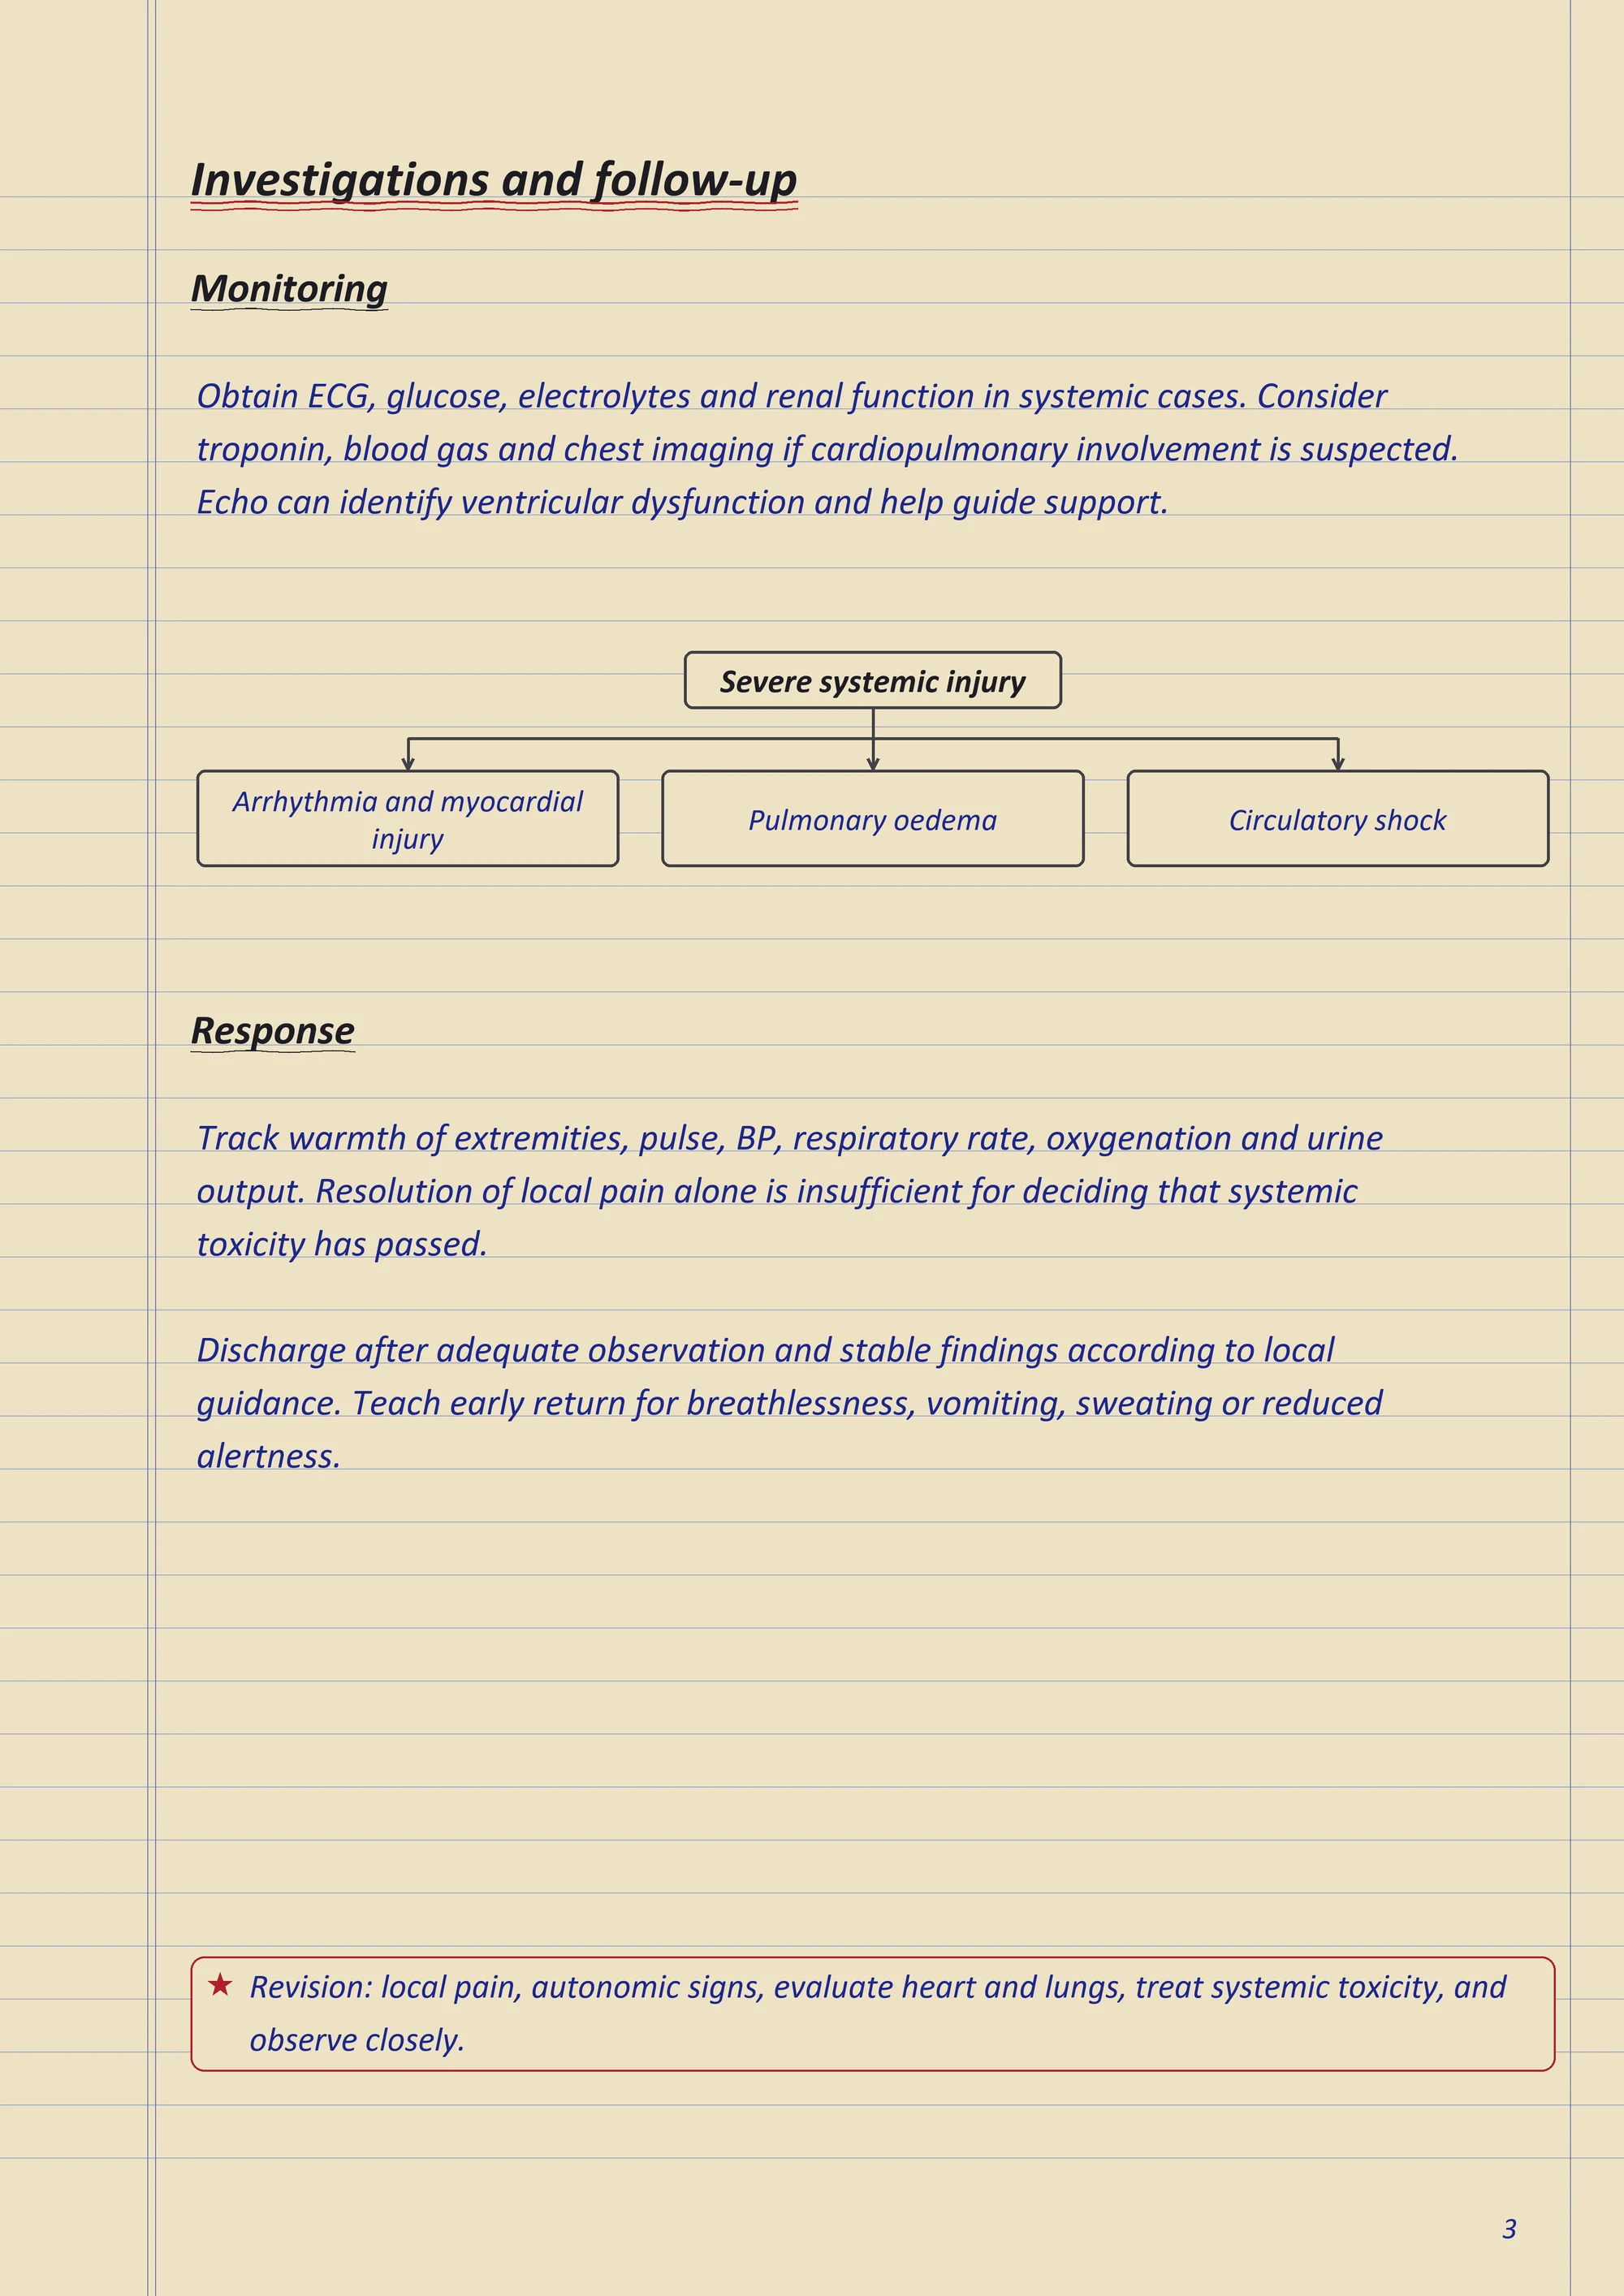 Investigations and follow-up
Monitoring
Obtain ECG, glucose, electrolytes and renal function in systemic cases. Consider
troponin, blood gas and chest imaging if cardiopulmonary involvement is suspected.
Echo can identify ventricular dysfunction and help guide support.
Severe systemic injury
Arrhythmia and myocardial
injury
Pulmonary oedema
Circulatory shock
Response
Track warmth of extremities, pulse, BP, respiratory rate, oxygenation and urine
output. Resolution of local pain alone is insufficient for deciding that systemic
toxicity has passed.
Discharge after adequate observation and stable findings according to local
guidance. Teach early return for breathlessness, vomiting, sweating or reduced
alertness.
★ Revision: local pain, autonomic signs, evaluate heart and lungs, treat systemic toxicity, and
observe closely.
3